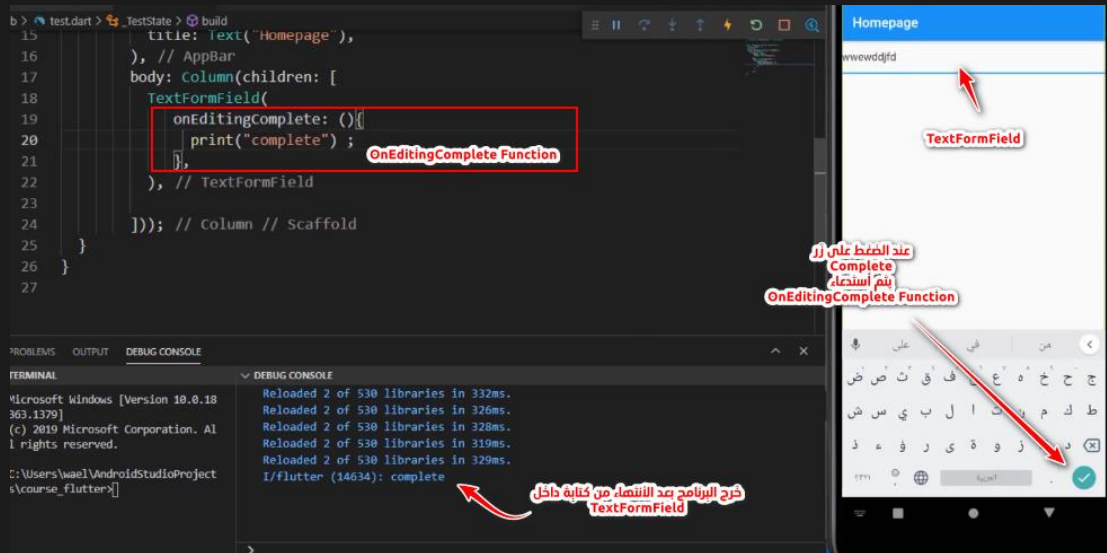 b > test.dart > _TestState > build
15 title: Text("Homepage"),
16 ), // AppBar
17 body: Column(children: [
18 TextFormField(
19 onEditingComplete: (){
20 print("complete") ;
21 },
22 ), // TextFormField
23
24 ])); // Column // Scaffold
25 }
26 }
27
OnEditingComplete Function
Homepage
wwewddjfd
TextFormField
عند الضغط على زر
Complete
يتم أستدعاء
OnEditingComplete Function
PROBLEMS OUTPUT DEBUG CONSOLE
TERMINAL
Microsoft Windows [Version 10.0.18
363.1379]
(c) 2019 Microsoft Corporation. Al
l rights reserved.
C:\Users\wael\AndroidStudioProject
s\course_flutter>
DEBUG CONSOLE
Reloaded 2 of 530 libraries in 332ms.
Reloaded 2 of 530 libraries in 326ms.
Reloaded 2 of 530 libraries in 328ms.
Reloaded 2 of 530 libraries in 319ms.
Reloaded 2 of 530 libraries in 329ms.
I/flutter (14634): complete
خرج البرنامج بعد الأنتهاء من كتابة داخل
TextFormField
من في على
ض ص ث ق ف ع ه خ ح ج
ش س ي ب ل ا ت م ك ط
ذ ء ؤ ر ى ة و ز د
العربية